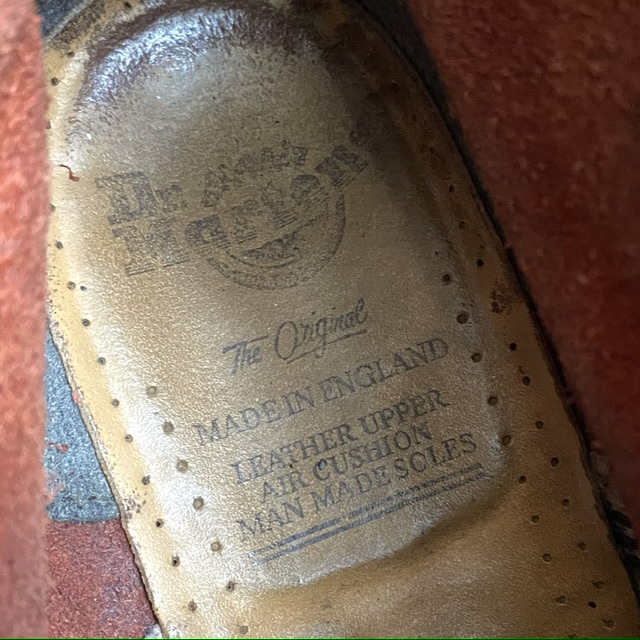 Dr.
Martens
The Original
MADE IN ENGLAND
LEATHER UPPER
AIR CUSHION
MAN MADE SOLES